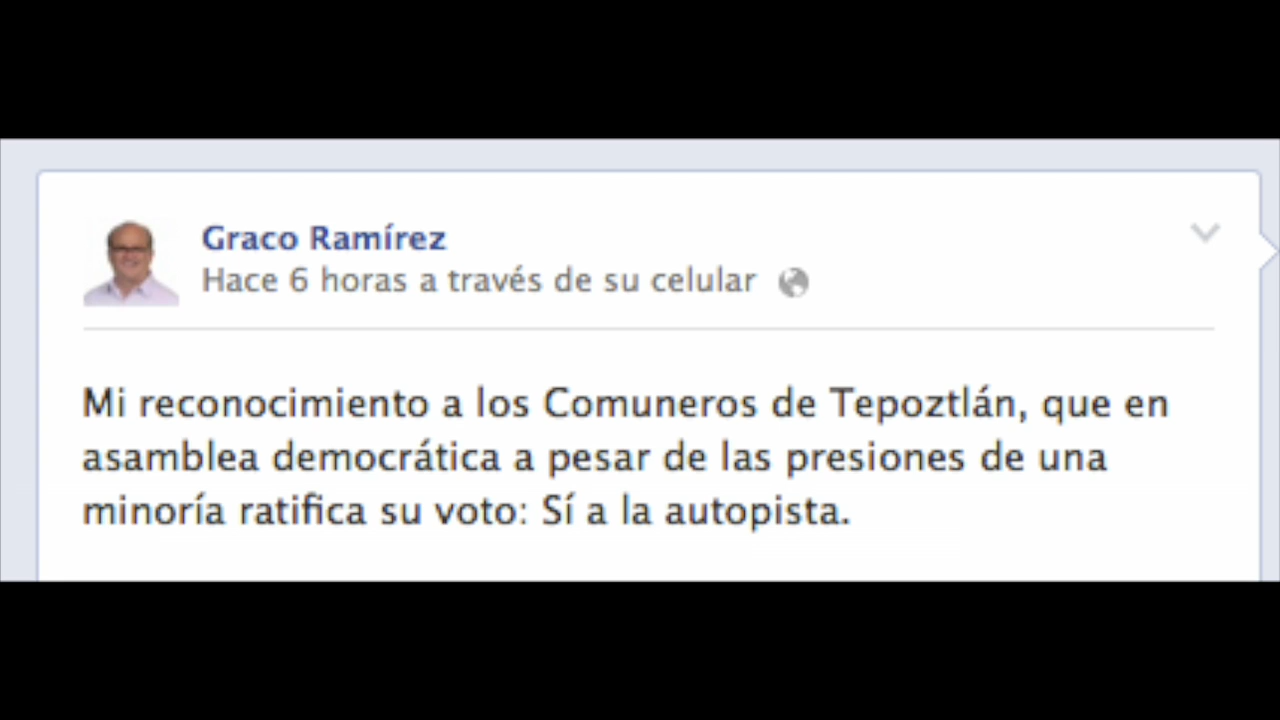 Graco Ramírez
Hace 6 horas a través de su celular
Mi reconocimiento a los Comuneros de Tepoztlán, que en
asamblea democrática a pesar de las presiones de una
minoría ratifica su voto: Sí a la autopista.